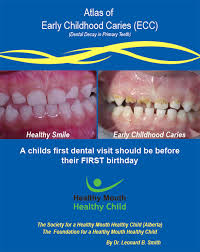 Atlas of
Early Childhood Caries (ECC)
(Dental Decay in Primary Teeth)
Healthy Smile
Early Childhood Caries
A childs first dental visit should be before
their FIRST birthday
Healthy Mouth
Healthy Child
The Society for a Healthy Mouth Healthy Child (Alberta)
The Foundation for a Healthy Mouth Healthy Child
By Dr. Leonard B. Smith